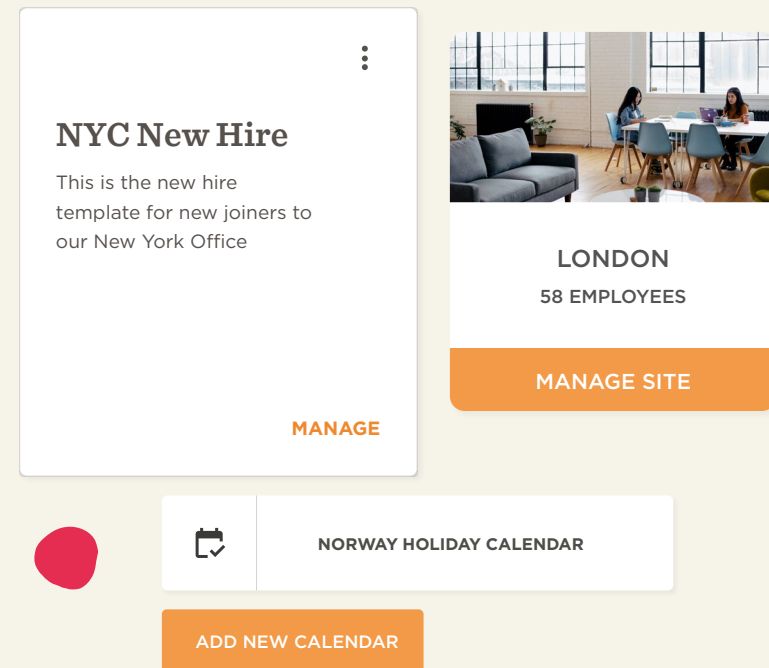 NYC New Hire
This is the new hire
template for new joiners to
our New York Office
MANAGE
LONDON
58 EMPLOYEES
MANAGE SITE
NORWAY HOLIDAY CALENDAR
ADD NEW CALENDAR